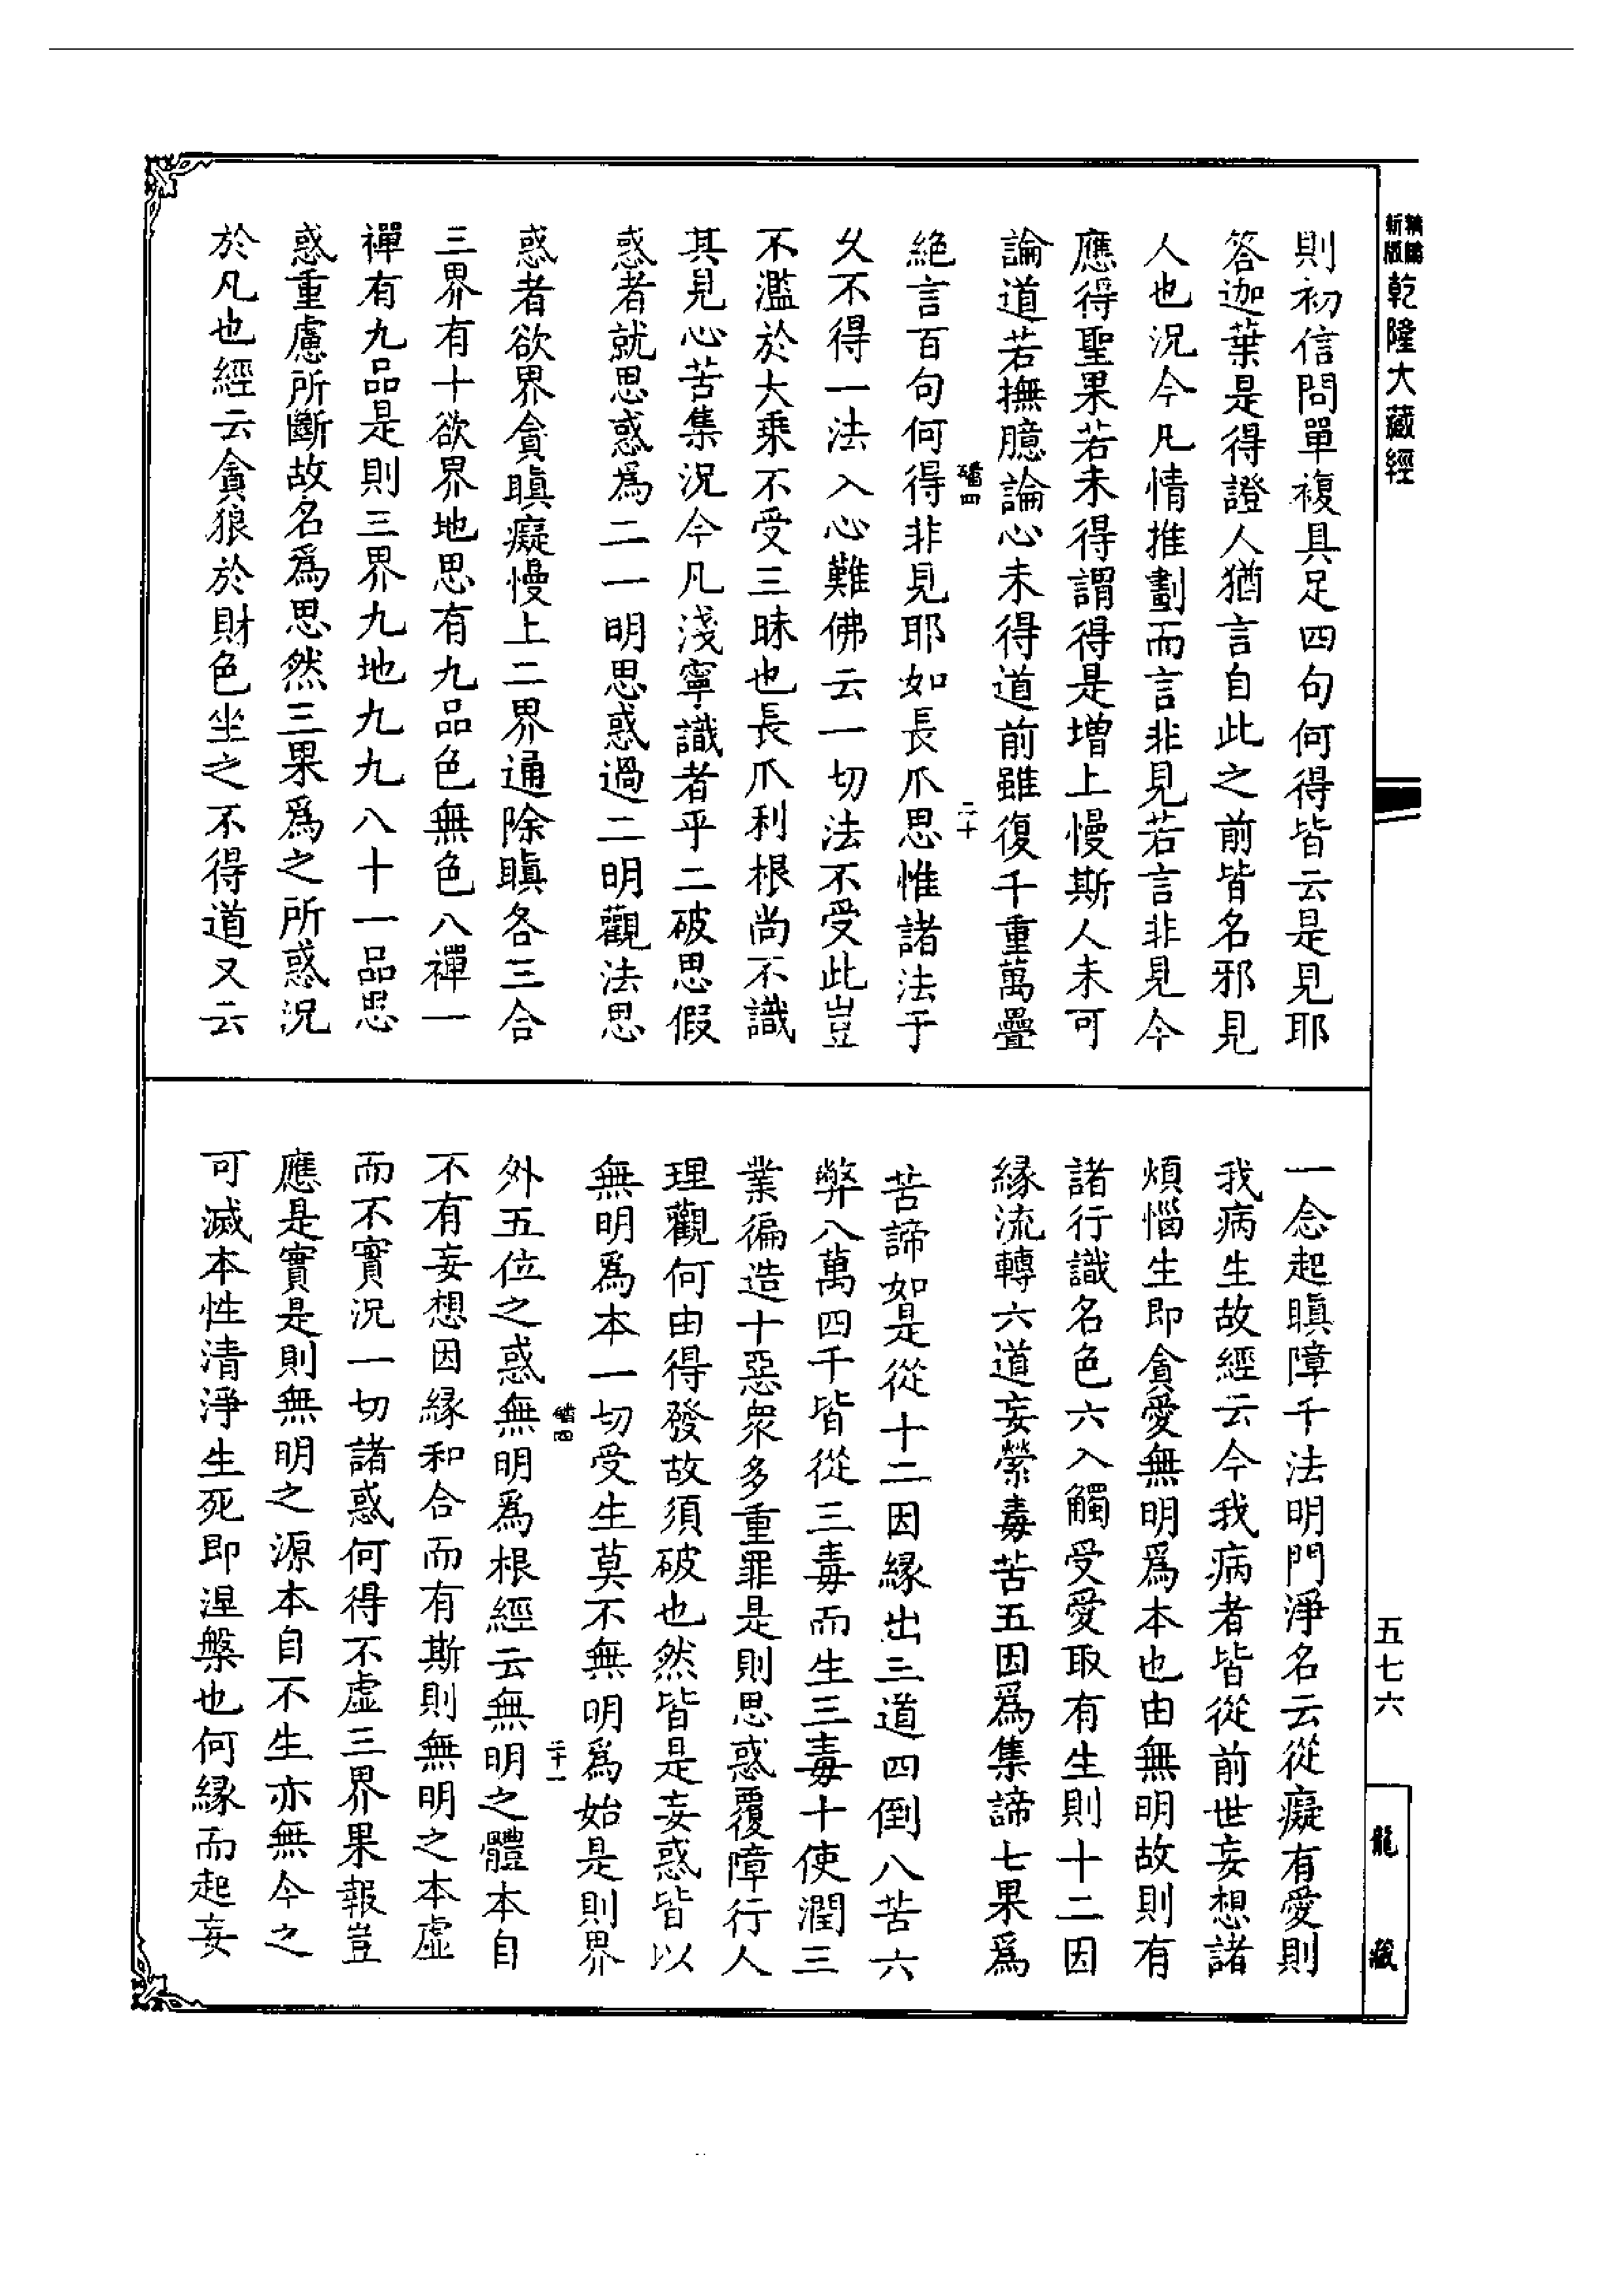 新版
精縮
乾隆大藏經
則初信問單複具足四句何得皆云是見耶
答迦葉是得證人猶言自此之前皆名邪見
人也況今凡情推劃而言非見若言非見今
應得聖果若未得謂得是增上慢斯人未可
論道若撫臆論心未得道前雖復千重萬疊
絕言百句何得非見耶如長爪思惟諸法于
二十
久不得一法入心難佛云一切法不受此豈
不濫於大乘不受三昧也長爪利根尚不識
其見心苦集況今凡淺寧識者乎二破思假
惑者就思惑為二一明思惑過二明觀法思
惑者欲界貪瞋癡慢上二界通除瞋各三合
三界有十欲界地思有九品色無色八禪一
禪有九品是則三界九地九九八十一品思
惑重慮所斷故名為思然三果為之所惑況
於凡也經云貪狼於財色坐之不得道又云
一念起瞋障千法明門淨名云從癡有愛則
我病生故經云今我病者皆從前世妄想諸
煩惱生即貪愛無明為本也由無明故則有
諸行識名色六入觸受愛取有生則十二因
緣流轉六道妄縈毒苦五因為集諦七果為
苦諦如是從十二因緣出三道四倒八苦六
弊八萬四千皆從三毒而生三毒十使潤三
業徧造十惡眾多重罪是則思惑覆障行人
理觀何由得發故須破也然皆是妄惑皆以
無明為本一切受生莫不無明為始是則界
二十一
外五位之惑無明為根經云無明之體本自
不有妄想因緣和合而有斯則無明之本虛
而不實況一切諸惑何得不虛三界果報豈
應是實是則無明之源本自不生亦無今之
可滅本性清淨生死即涅槃也何緣而起妄
五七六
龍藏